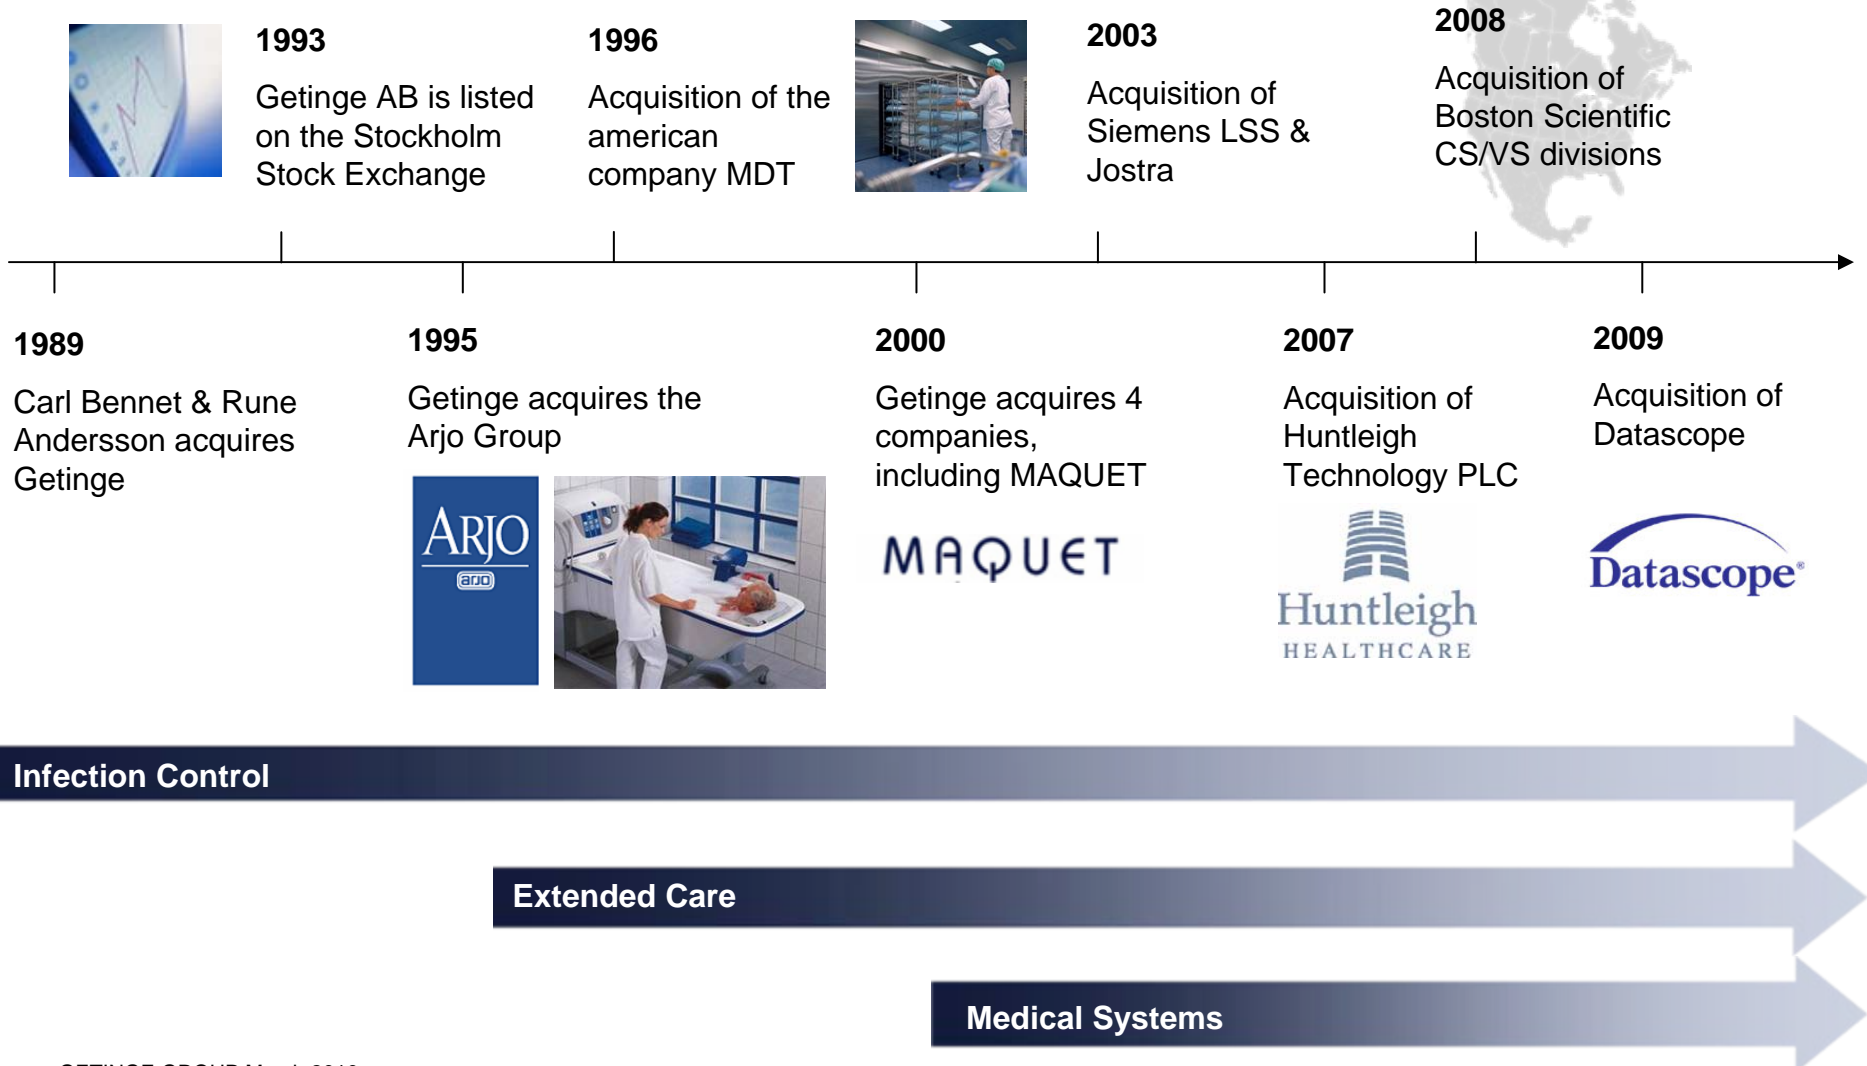 1993
Getinge AB is listed
on the Stockholm
Stock Exchange
1996
Acquisition of the
american
company MDT
2003
Acquisition of
Siemens LSS &
Jostra
2008
Acquisition of
Boston Scientific
CS/VS divisions
1989
Carl Bennet & Rune
Andersson acquires
Getinge
1995
Getinge acquires the
Arjo Group
ARJO
arjo
2000
Getinge acquires 4
companies,
including MAQUET
MAQUET
2007
Acquisition of
Huntleigh
Technology PLC
Huntleigh
HEALTHCARE
2009
Acquisition of
Datascope
Datascope®
Infection Control
Extended Care
Medical Systems
GETINGE GROUP March